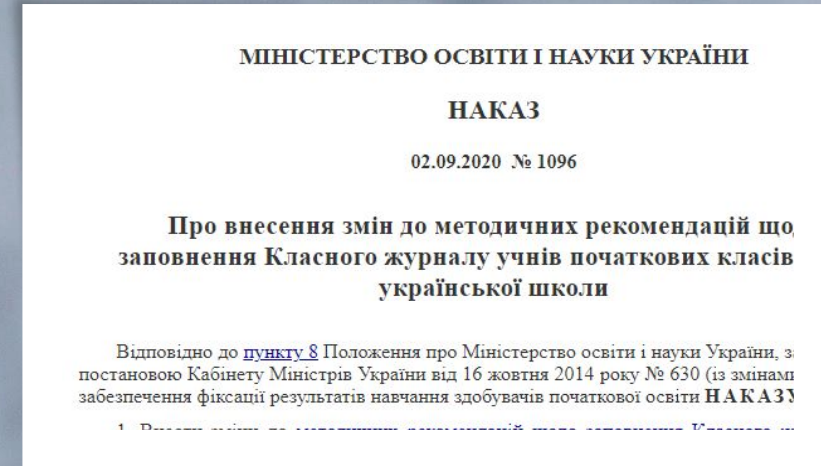 МІНІСТЕРСТВО ОСВІТИ І НАУКИ УКРАЇНИ
НАКАЗ
02.09.2020 № 1096
Про внесення змін до методичних рекомендацій що
заповнення Класного журналу учнів початкових класів
української школи
Відповідно до пункту 8 Положення про Міністерство освіти і науки України, з
постановою Кабінету Міністрів України від 16 жовтня 2014 року № 630 (із змінами
забезпечення фіксації результатів навчання здобувачів початкової освіти Н А К А З У